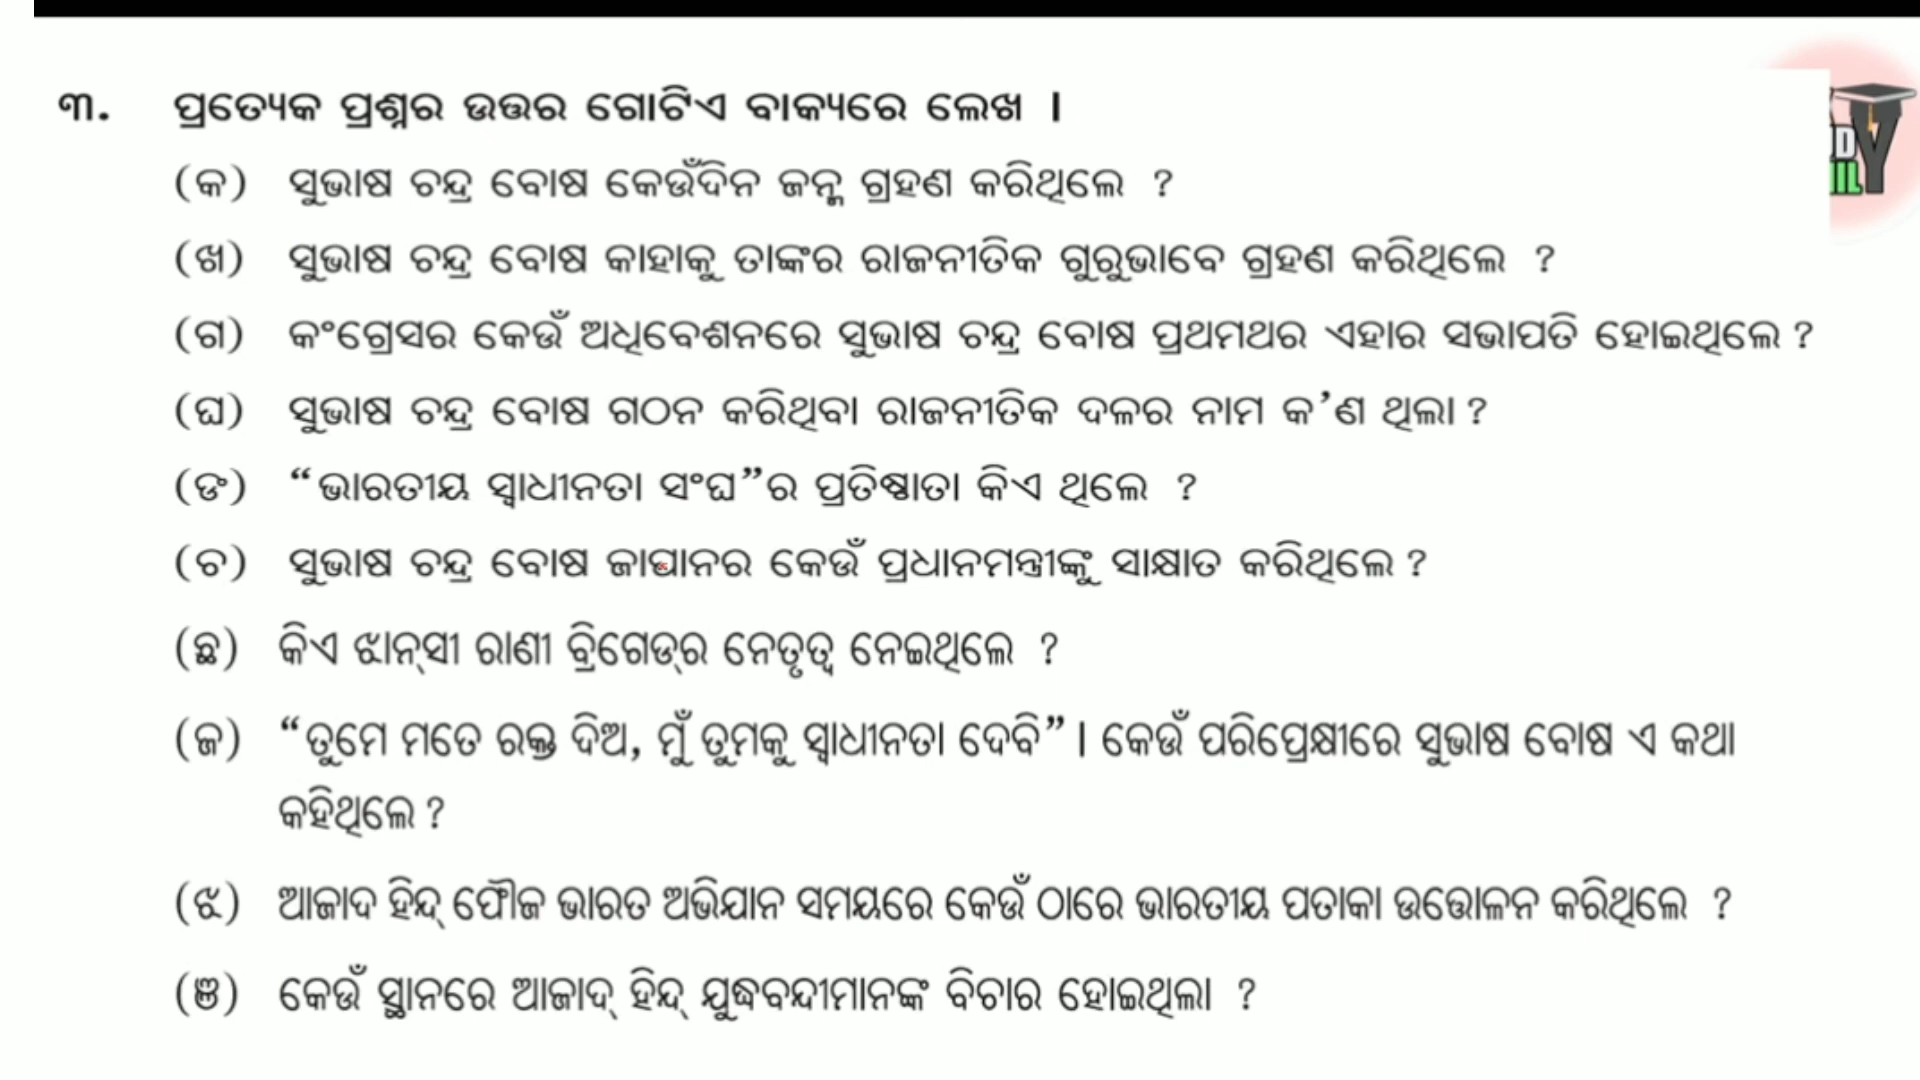 ୩. ପ୍ରତ୍ୟେକ ପ୍ରଶ୍ନର ଉତ୍ତର ଗୋଟିଏ ବାକ୍ୟରେ ଲେଖ ।
(କ) ସୁଭାଷ ଚନ୍ଦ୍ର ବୋଷ କେଉଁଦିନ ଜନ୍ମ ଗ୍ରହଣ କରିଥିଲେ ?
(ଖ) ସୁଭାଷ ଚନ୍ଦ୍ର ବୋଷ କାହାକୁ ତାଙ୍କର ରାଜନୀତିକ ଗୁରୁଭାବେ ଗ୍ରହଣ କରିଥିଲେ ?
(ଗ) କଂଗ୍ରେସର କେଉଁ ଅଧିବେଶନରେ ସୁଭାଷ ଚନ୍ଦ୍ର ବୋଷ ପ୍ରଥମଥର ଏହାର ସଭାପତି ହୋଇଥିଲେ ?
(ଘ) ସୁଭାଷ ଚନ୍ଦ୍ର ବୋଷ ଗଠନ କରିଥିବା ରାଜନୀତିକ ଦଳର ନାମ କ’ଣ ଥିଲା ?
(ଙ) “ଭାରତୀୟ ସ୍ୱାଧୀନତା ସଂଘ”ର ପ୍ରତିଷ୍ଠାତା କିଏ ଥିଲେ ?
(ଚ) ସୁଭାଷ ଚନ୍ଦ୍ର ବୋଷ ଜାପାନର କେଉଁ ପ୍ରଧାନମନ୍ତ୍ରୀଙ୍କୁ ସାକ୍ଷାତ କରିଥିଲେ ?
(ଛ) କିଏ ଝାନ୍‌ସୀ ରାଣୀ ବ୍ରିଗେଡ୍‌ର ନେତୃତ୍ୱ ନେଇଥିଲେ ?
(ଜ) “ତୁମେ ମତେ ରକ୍ତ ଦିଅ, ମୁଁ ତୁମକୁ ସ୍ୱାଧୀନତା ଦେବି” । କେଉଁ ପରିପ୍ରେକ୍ଷୀରେ ସୁଭାଷ ବୋଷ ଏ କଥା
କହିଥିଲେ ?
(ଝ) ଆଜାଦ ହିନ୍ଦ୍ ଫୌଜ ଭାରତ ଅଭିଯାନ ସମୟରେ କେଉଁ ଠାରେ ଭାରତୀୟ ପତାକା ଉତ୍ତୋଳନ କରିଥିଲେ ?
(ଞ) କେଉଁ ସ୍ଥାନରେ ଆଜାଦ୍ ହିନ୍ଦ୍ ଯୁଦ୍ଧବନ୍ଦୀମାନଙ୍କ ବିଚାର ହୋଇଥିଲା ?